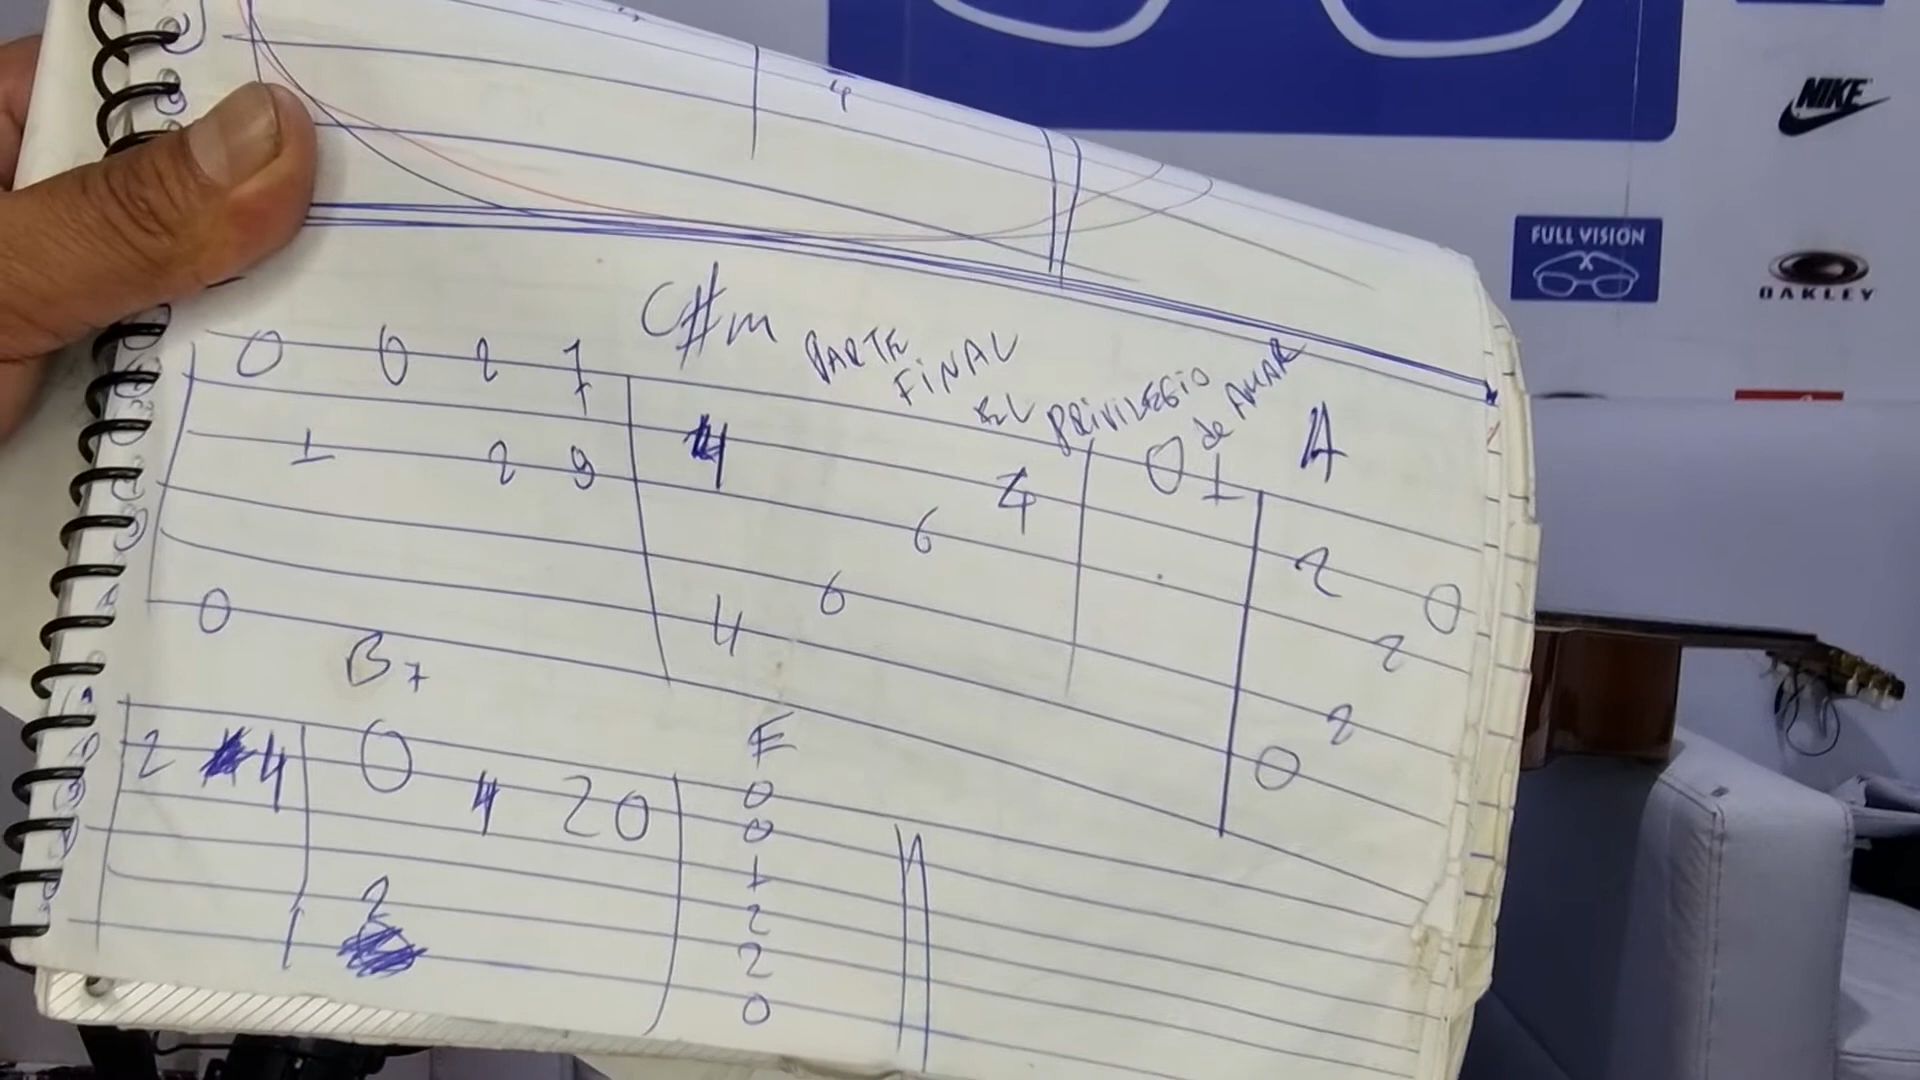 4
NIKE
FULL VISION
OAKLEY
C#m PARTE FINAL EL PRIVILEGIO de AMAR A
0 0 2 7
1 2 9 4 4 0 1
6 2 0
6 2
4 2
0 0
B7 E
2 4 0 4 2 0 0
0
1
2 2
2
0